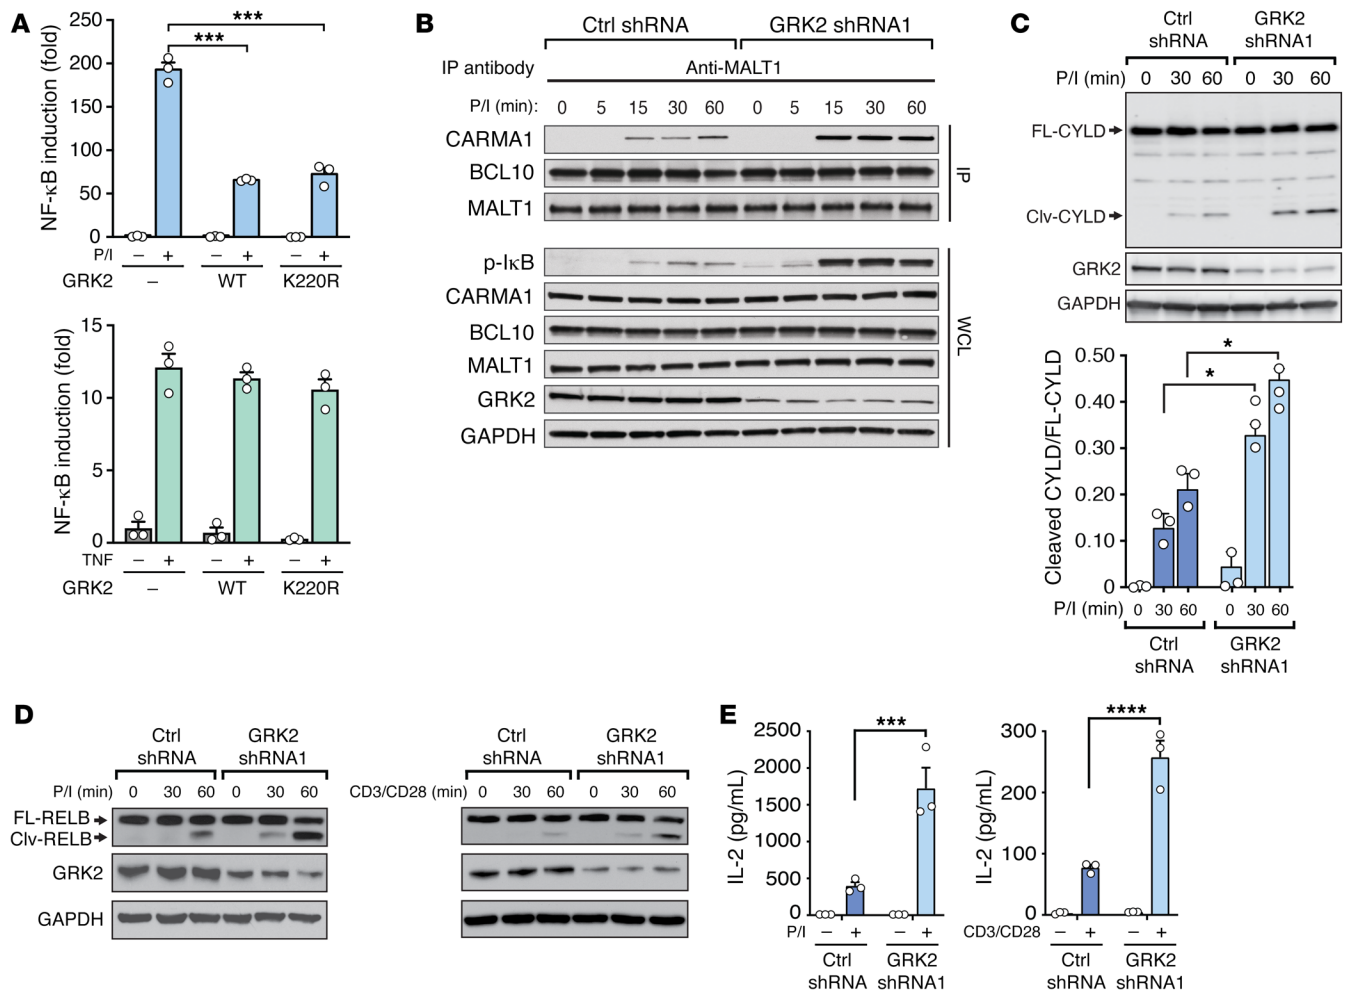 A
NF-κB induction (fold)
250
200
150
100
50
0
***
***
P/I – + – + – +
GRK2 – WT K220R
NF-κB induction (fold)
15
10
5
0
TNF – + – + – +
GRK2 – WT K220R
B
Ctrl shRNA GRK2 shRNA1
IP antibody Anti-MALT1
P/I (min): 0 5 15 30 60 0 5 15 30 60
CARMA1
BCL10
MALT1
IP
p-IκB
CARMA1
BCL10
MALT1
GRK2
GAPDH
WCL
C
Ctrl GRK2
shRNA shRNA1
P/I (min) 0 30 60 0 30 60
FL-CYLD
Clv-CYLD
GRK2
GAPDH
Cleaved CYLD/FL-CYLD
0.50
0.40
0.30
0.20
0.10
0
*
*
P/I (min) 0 30 60 0 30 60
Ctrl GRK2
shRNA shRNA1
D
Ctrl GRK2
shRNA shRNA1
P/I (min) 0 30 60 0 30 60
FL-RELB
Clv-RELB
GRK2
GAPDH
Ctrl GRK2
shRNA shRNA1
CD3/CD28 (min) 0 30 60 0 30 60
E
IL-2 (pg/mL)
2500
2000
1500
1000
500
0
***
P/I – + – +
Ctrl GRK2
shRNA shRNA1
IL-2 (pg/mL)
300
200
100
0
****
CD3/CD28 – + – +
Ctrl GRK2
shRNA shRNA1